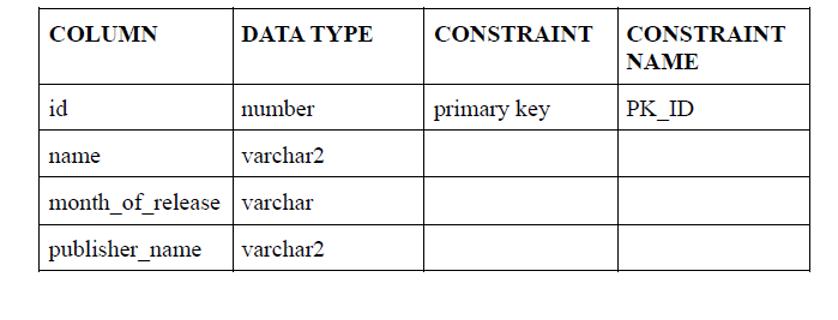 COLUMN DATA TYPE CONSTRAINT CONSTRAINT
NAME
id number primary key PK_ID
name varchar2
month_of_release varchar
publisher_name varchar2